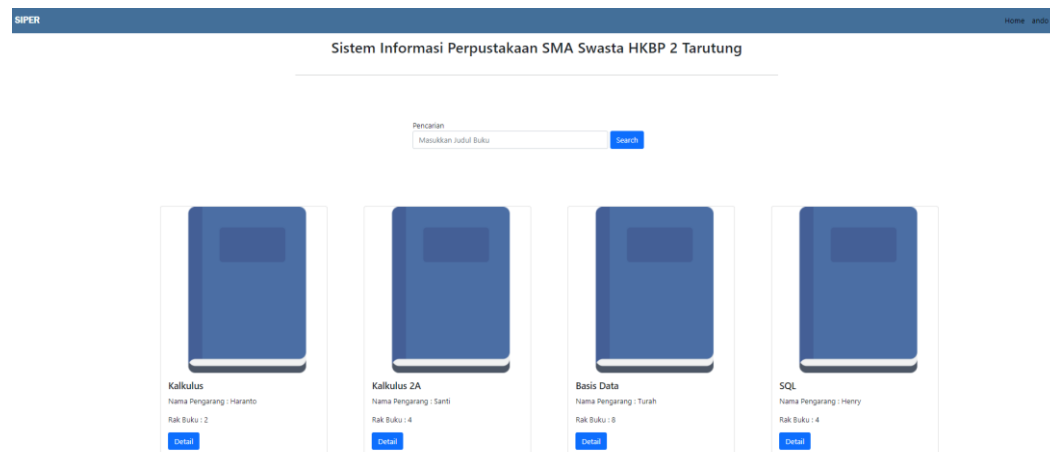 SIPER
Home ando
Sistem Informasi Perpustakaan SMA Swasta HKBP 2 Tarutung
Pencarian
Masukkan Judul Buku
Search
Kalkulus
Nama Pengarang : Haranto
Rak Buku : 2
Detail
Kalkulus 2A
Nama Pengarang : Santi
Rak Buku : 4
Detail
Basis Data
Nama Pengarang : Turah
Rak Buku : 8
Detail
SQL
Nama Pengarang : Henry
Rak Buku : 4
Detail